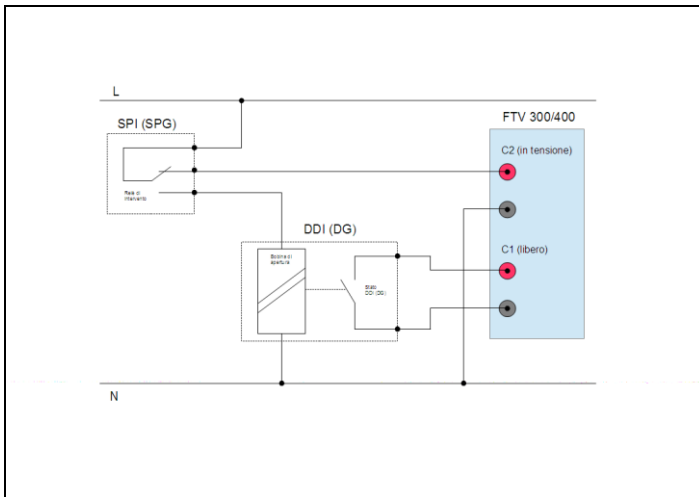 L
SPI (SPG)
FTV 300/400
C2 (in tensione)
Rele di
intervento
DDI (DG)
Bobina di
apertura
C1 (libero)
Stato
DDI (DG)
N